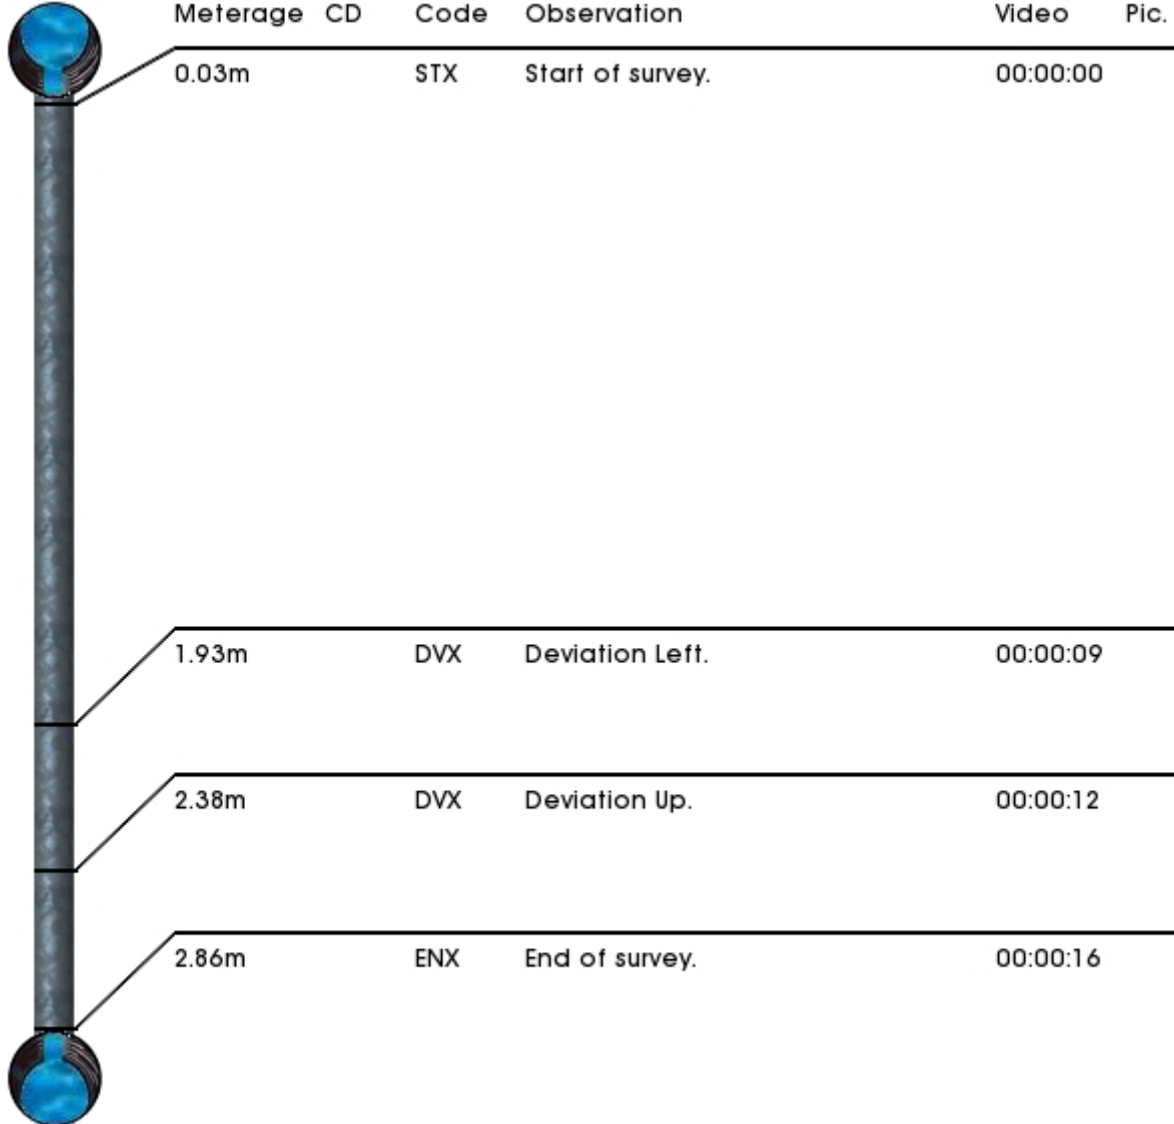 Meterage CD Code Observation Video Pic.
0.03m STX Start of survey. 00:00:00
1.93m DVX Deviation Left. 00:00:09
2.38m DVX Deviation Up. 00:00:12
2.86m ENX End of survey. 00:00:16